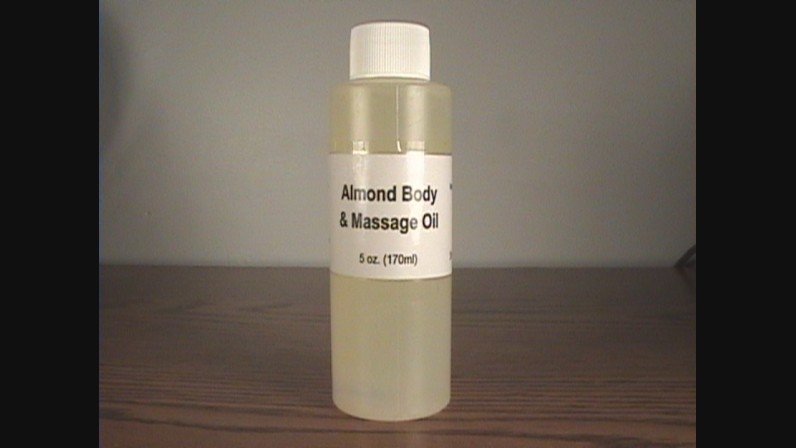 Almond Body
& Massage Oil
5 oz. (170ml)